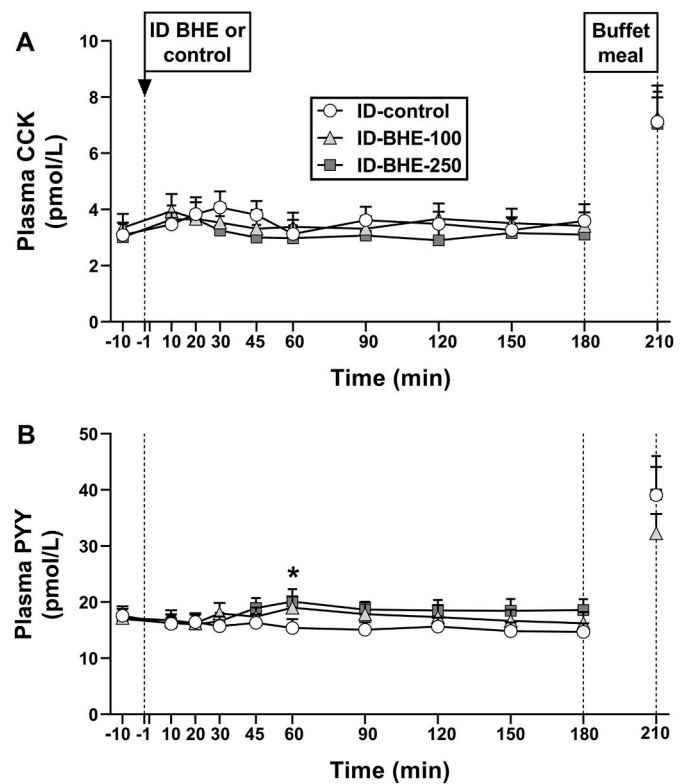 A
ID BHE or
control
Buffet
meal
ID-control
ID-BHE-100
ID-BHE-250
Plasma CCK
(pmol/L)
10
8
6
4
2
0
-10 -1 10 20 30 45 60 90 120 150 180 210
Time (min)
B
*
Plasma PYY
(pmol/L)
50
40
30
20
10
0
-10 -1 10 20 30 45 60 90 120 150 180 210
Time (min)